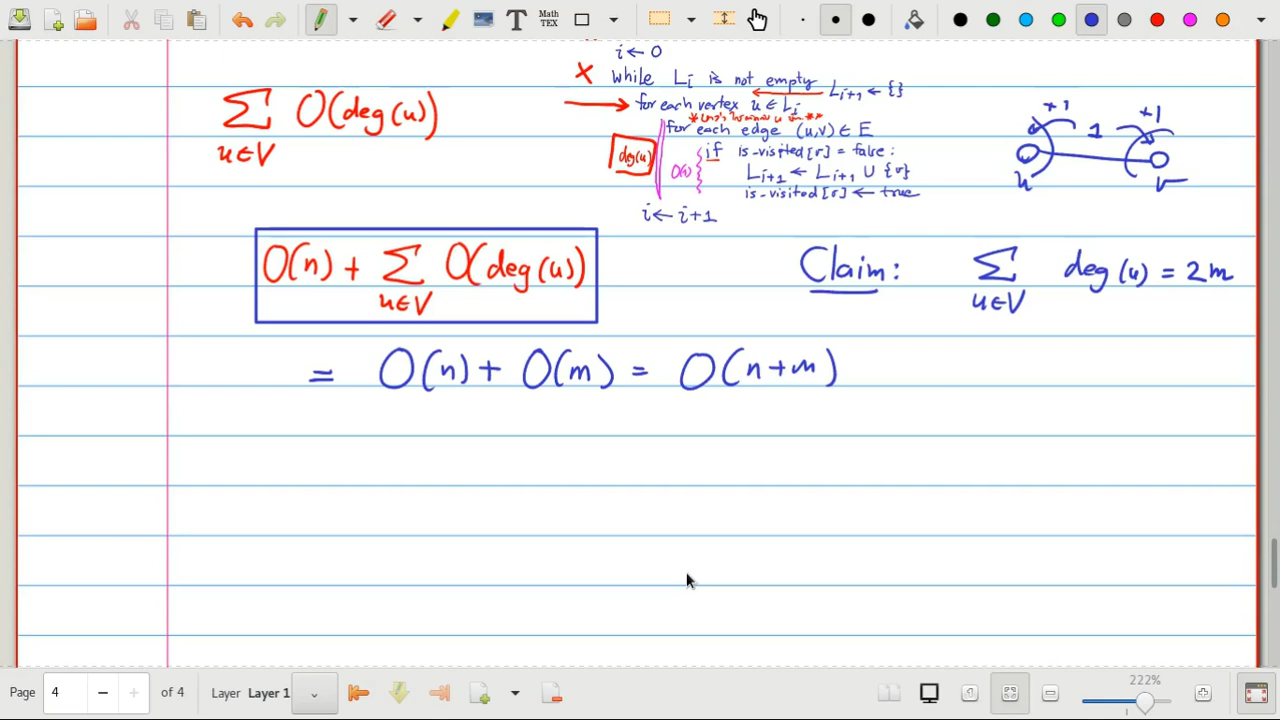 Math
TEX
i ← 0
× while Lᵢ is not empty
Lᵢ₊₁ ← {}
for each vertex u ∈ Lᵢ
for each edge (u,v) ∈ E
if is-visited[v] = false:
Lᵢ₊₁ ← Lᵢ₊₁ ∪ {v}
is-visited[v] ← true
i ← i+1
deg(u)
∑ O(deg(u))
u∈V
+1 1 +1
u v
O(n) + ∑ O(deg(u))
u∈V
Claim: ∑ deg(u) = 2m
u∈V
= O(n) + O(m) = O(n+m)
Page 4 of 4 Layer Layer 1 222%